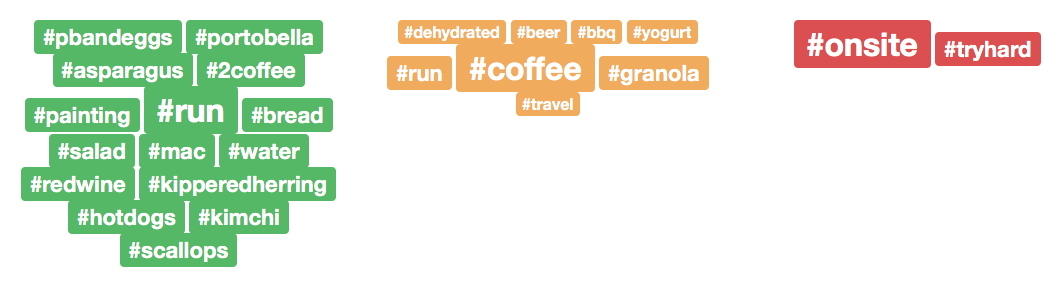 #pbandeggs #portobella
#asparagus #2coffee
#painting #run #bread
#salad #mac #water
#redwine #kipperedherring
#hotdogs #kimchi
#scallops
#dehydrated #beer #bbq #yogurt
#run #coffee #granola
#travel
#onsite #tryhard